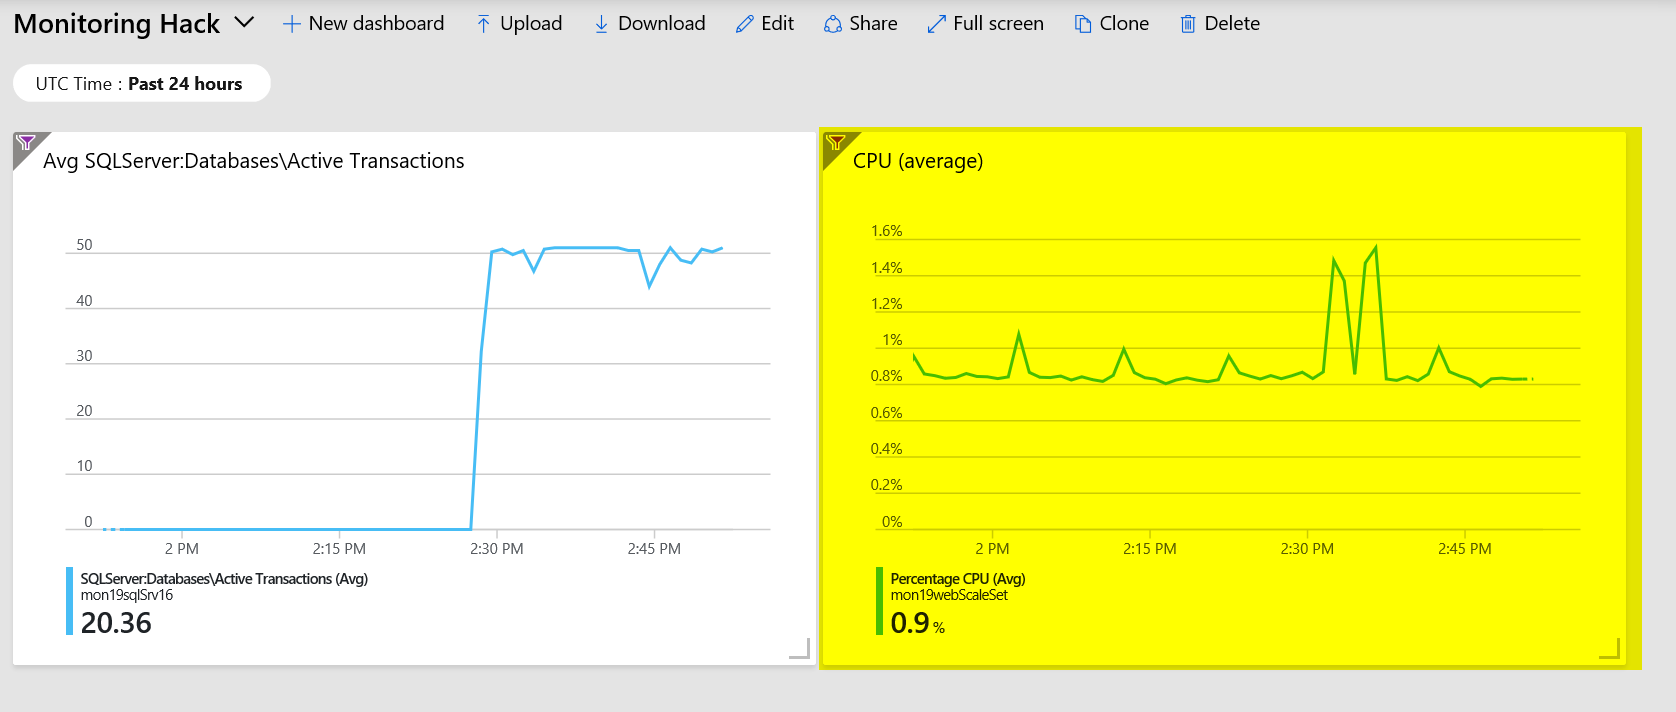 Monitoring Hack New dashboard Upload Download Edit Share Full screen Clone Delete
UTC Time : Past 24 hours
Avg SQLServer:Databases\Active Transactions
50
40
30
20
10
0
2 PM 2:15 PM 2:30 PM 2:45 PM
SQLServer:Databases\Active Transactions (Avg)
mon19sqlSrv16
20.36
CPU (average)
1.6%
1.4%
1.2%
1%
0.8%
0.6%
0.4%
0.2%
0%
2 PM 2:15 PM 2:30 PM 2:45 PM
Percentage CPU (Avg)
mon19webScaleSet
0.9 %